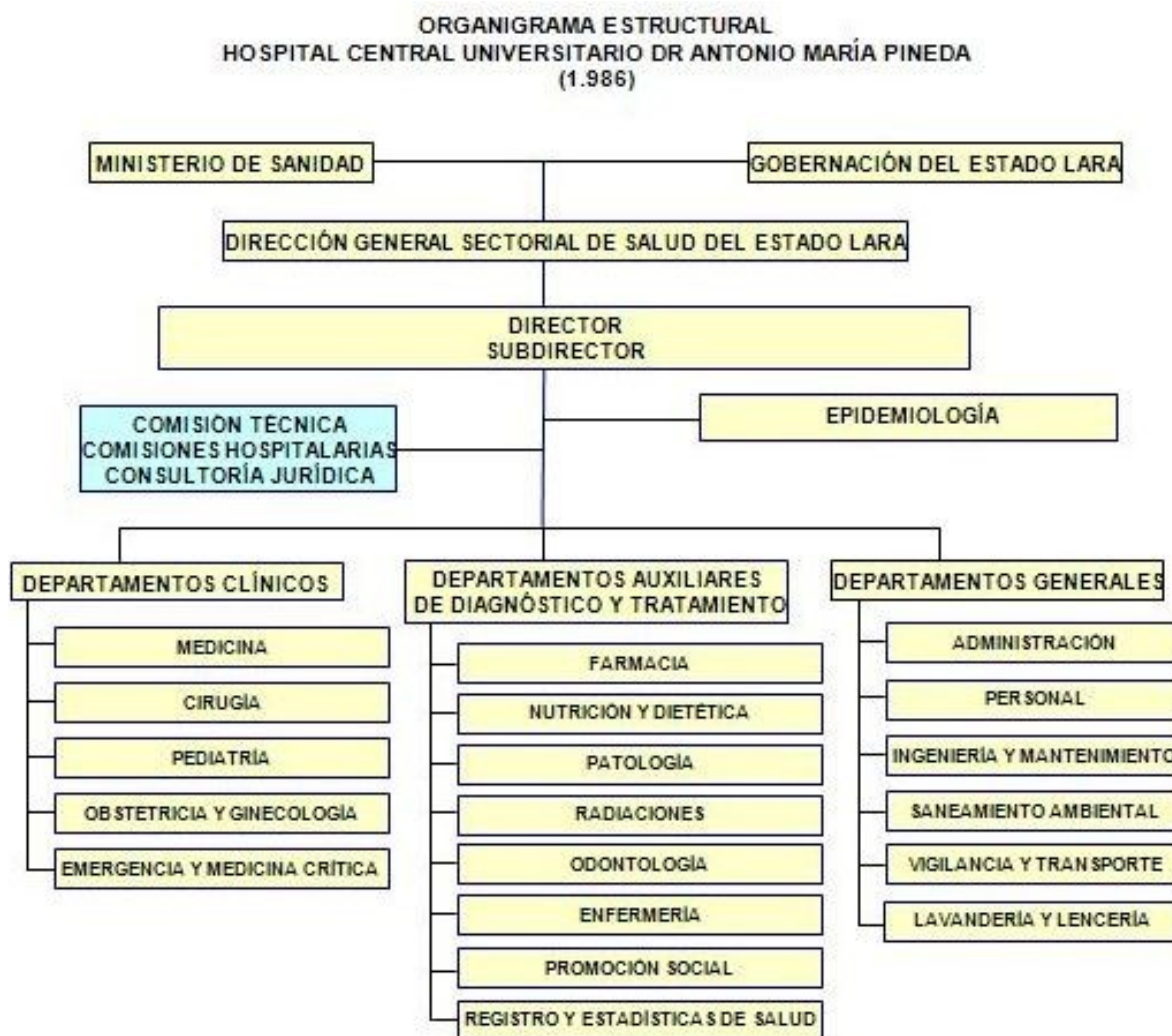 ORGANIGRAMA ESTRUCTURAL
HOSPITAL CENTRAL UNIVERSITARIO DR ANTONIO MARÍA PINEDA
(1.986)
MINISTERIO DE SANIDAD
GOBERNACIÓN DEL ESTADO LARA
DIRECCIÓN GENERAL SECTORIAL DE SALUD DEL ESTADO LARA
DIRECTOR
SUBDIRECTOR
COMISIÓN TÉCNICA
COMISIONES HOSPITALARIAS
CONSULTORÍA JURÍDICA
EPIDEMIOLOGÍA
DEPARTAMENTOS CLÍNICOS
MEDICINA
CIRUGÍA
PEDIATRÍA
OBSTETRICIA Y GINECOLOGÍA
EMERGENCIA Y MEDICINA CRÍTICA
DEPARTAMENTOS AUXILIARES
DE DIAGNÓSTICO Y TRATAMIENTO
FARMACIA
NUTRICIÓN Y DIETÉTICA
PATOLOGÍA
RADIACIONES
ODONTOLOGÍA
ENFERMERÍA
PROMOCIÓN SOCIAL
REGISTRO Y ESTADÍSTICAS DE SALUD
DEPARTAMENTOS GENERALES
ADMINISTRACIÓN
PERSONAL
INGENIERÍA Y MANTENIMIENTO
SANEAMIENTO AMBIENTAL
VIGILANCIA Y TRANSPORTE
LAVANDERÍA Y LENCERÍA